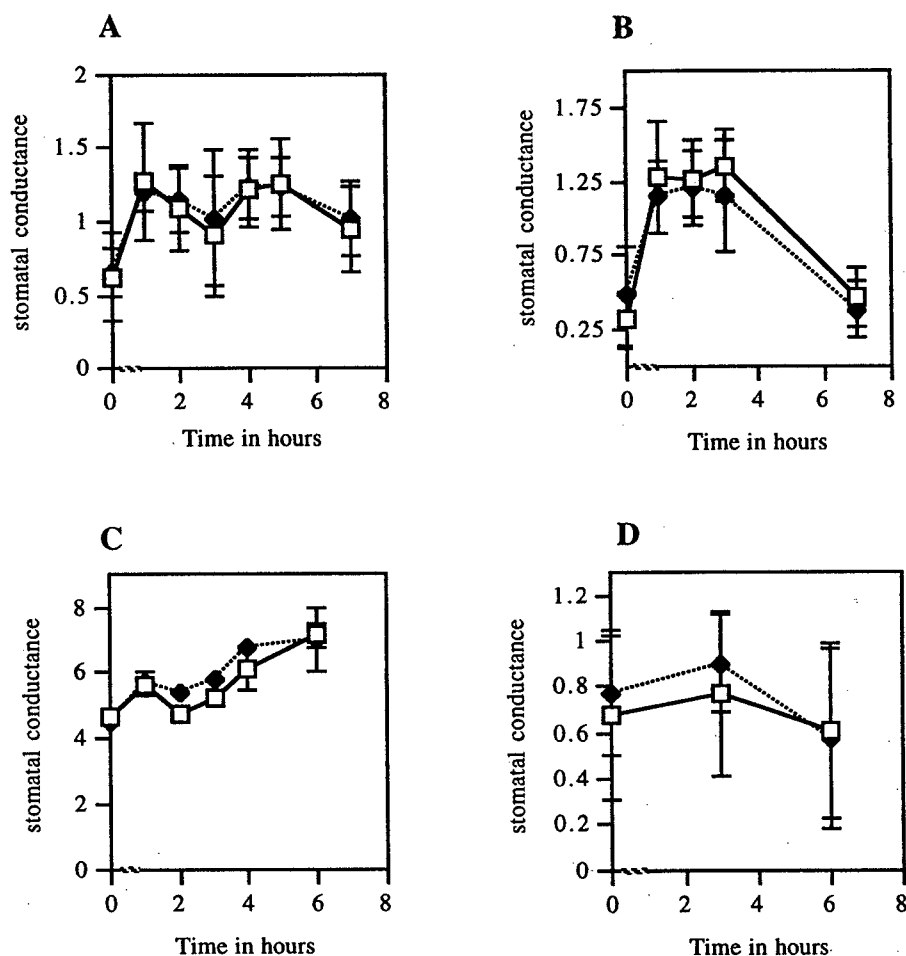 A
stomatal conductance
2
1.5
1
0.5
0
0 2 4 6 8
Time in hours
B
stomatal conductance
1.75
1.25
0.75
0.25
0 2 4 6 8
Time in hours
C
stomatal conductance
8
6
4
2
0
0 2 4 6 8
Time in hours
D
stomatal conductance
1.2
1
0.8
0.6
0.4
0.2
0
0 2 4 6 8
Time in hours